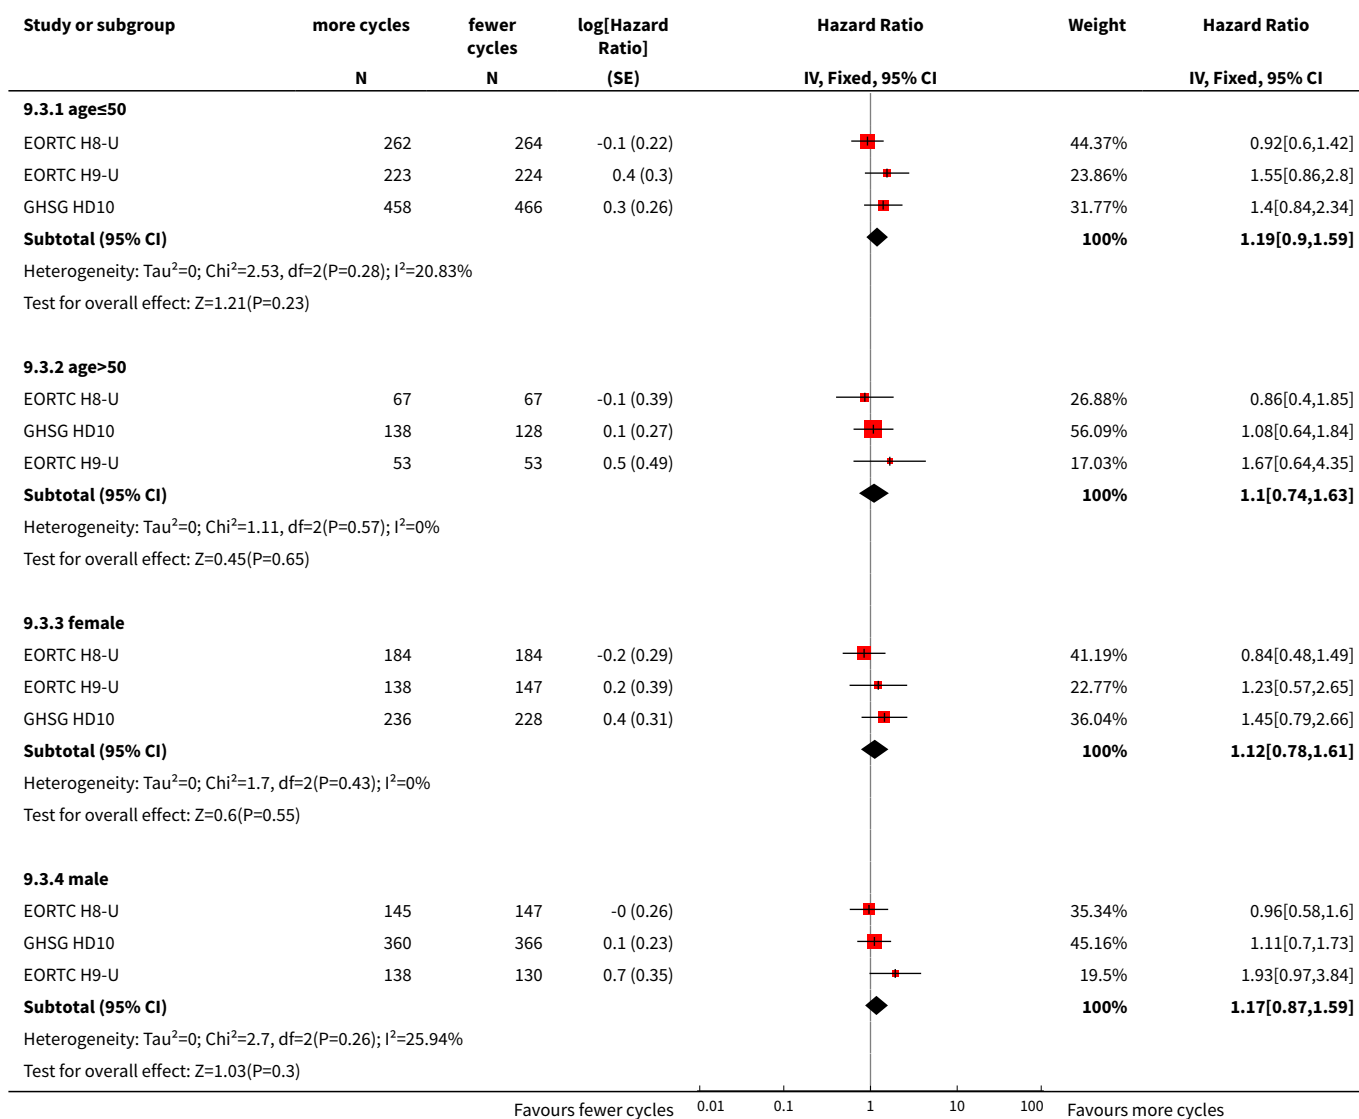 Study or subgroup more cycles fewer cycles log[Hazard Ratio] Hazard Ratio Weight Hazard Ratio
N N (SE) IV, Fixed, 95% CI IV, Fixed, 95% CI
9.3.1 age≤50
EORTC H8-U 262 264 -0.1 (0.22) 44.37% 0.92[0.6,1.42]
EORTC H9-U 223 224 0.4 (0.3) 23.86% 1.55[0.86,2.8]
GHSG HD10 458 466 0.3 (0.26) 31.77% 1.4[0.84,2.34]
Subtotal (95% CI) 100% 1.19[0.9,1.59]
Heterogeneity: Tau²=0; Chi²=2.53, df=2(P=0.28); I²=20.83%
Test for overall effect: Z=1.21(P=0.23)
9.3.2 age>50
EORTC H8-U 67 67 -0.1 (0.39) 26.88% 0.86[0.4,1.85]
GHSG HD10 138 128 0.1 (0.27) 56.09% 1.08[0.64,1.84]
EORTC H9-U 53 53 0.5 (0.49) 17.03% 1.67[0.64,4.35]
Subtotal (95% CI) 100% 1.1[0.74,1.63]
Heterogeneity: Tau²=0; Chi²=1.11, df=2(P=0.57); I²=0%
Test for overall effect: Z=0.45(P=0.65)
9.3.3 female
EORTC H8-U 184 184 -0.2 (0.29) 41.19% 0.84[0.48,1.49]
EORTC H9-U 138 147 0.2 (0.39) 22.77% 1.23[0.57,2.65]
GHSG HD10 236 228 0.4 (0.31) 36.04% 1.45[0.79,2.66]
Subtotal (95% CI) 100% 1.12[0.78,1.61]
Heterogeneity: Tau²=0; Chi²=1.7, df=2(P=0.43); I²=0%
Test for overall effect: Z=0.6(P=0.55)
9.3.4 male
EORTC H8-U 145 147 -0 (0.26) 35.34% 0.96[0.58,1.6]
GHSG HD10 360 366 0.1 (0.23) 45.16% 1.11[0.7,1.73]
EORTC H9-U 138 130 0.7 (0.35) 19.5% 1.93[0.97,3.84]
Subtotal (95% CI) 100% 1.17[0.87,1.59]
Heterogeneity: Tau²=0; Chi²=2.7, df=2(P=0.26); I²=25.94%
Test for overall effect: Z=1.03(P=0.3)
Favours fewer cycles 0.01 0.1 1 10 100 Favours more cycles